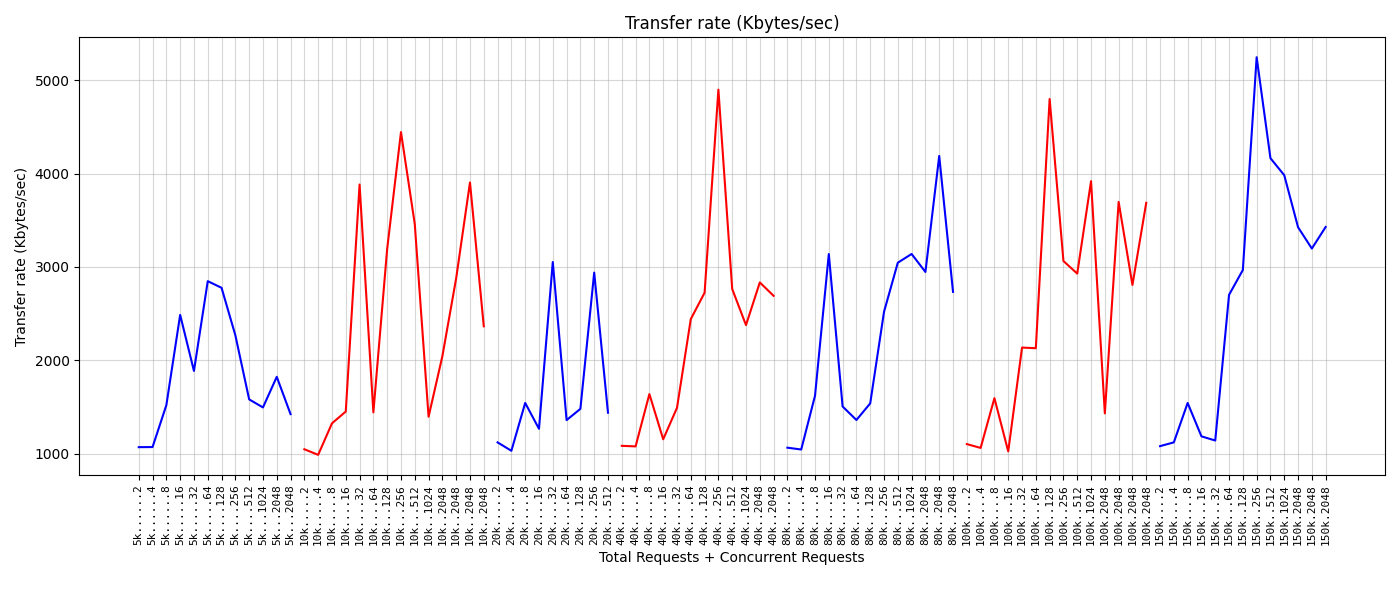 Transfer rate (Kbytes/sec)
Transfer rate (Kbytes/sec)
5000
4000
3000
2000
1000
5k......2
5k......4
5k......8
5k.....16
5k.....32
5k.....64
5k....128
5k....256
5k....512
5k...1024
5k...2048
5k...2048
10k.....2
10k.....4
10k.....8
10k....16
10k....32
10k....64
10k...128
10k...256
10k...512
10k..1024
10k..2048
10k..2048
10k..2048
10k..2048
20k.....2
20k.....4
20k.....8
20k....16
20k....32
20k....64
20k...128
20k...256
20k...512
40k.....2
40k.....4
40k.....8
40k....16
40k....32
40k....64
40k...128
40k...256
40k...512
40k..1024
40k..2048
40k..2048
80k.....2
80k.....4
80k.....8
80k....16
80k....32
80k....64
80k...128
80k...256
80k...512
80k..1024
80k..2048
80k..2048
80k..2048
100k....2
100k....4
100k....8
100k...16
100k...32
100k...64
100k..128
100k..256
100k..512
100k.1024
100k.2048
100k.2048
100k.2048
100k.2048
150k....2
150k....4
150k....8
150k...16
150k...32
150k...64
150k..128
150k..256
150k..512
150k.1024
150k.2048
150k.2048
150k.2048
Total Requests + Concurrent Requests